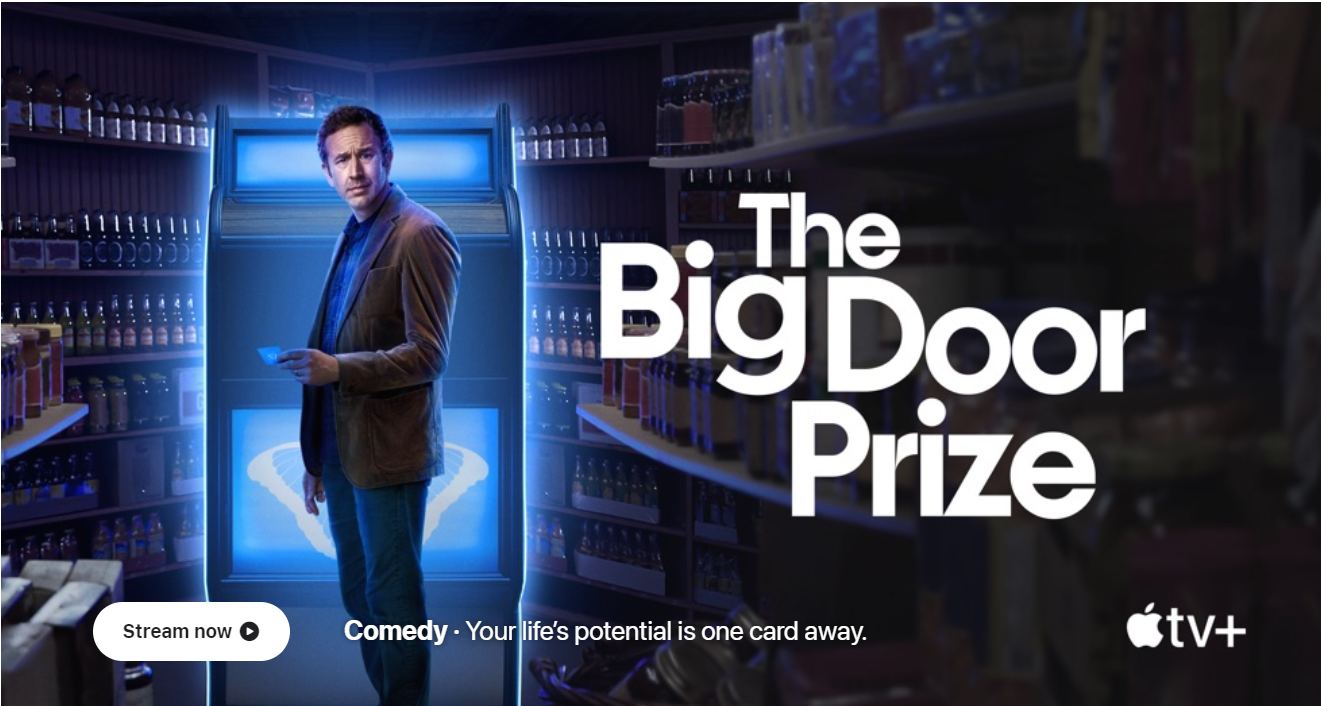 The
Big Door
Prize
Stream now
Comedy · Your life's potential is one card away.
tv+